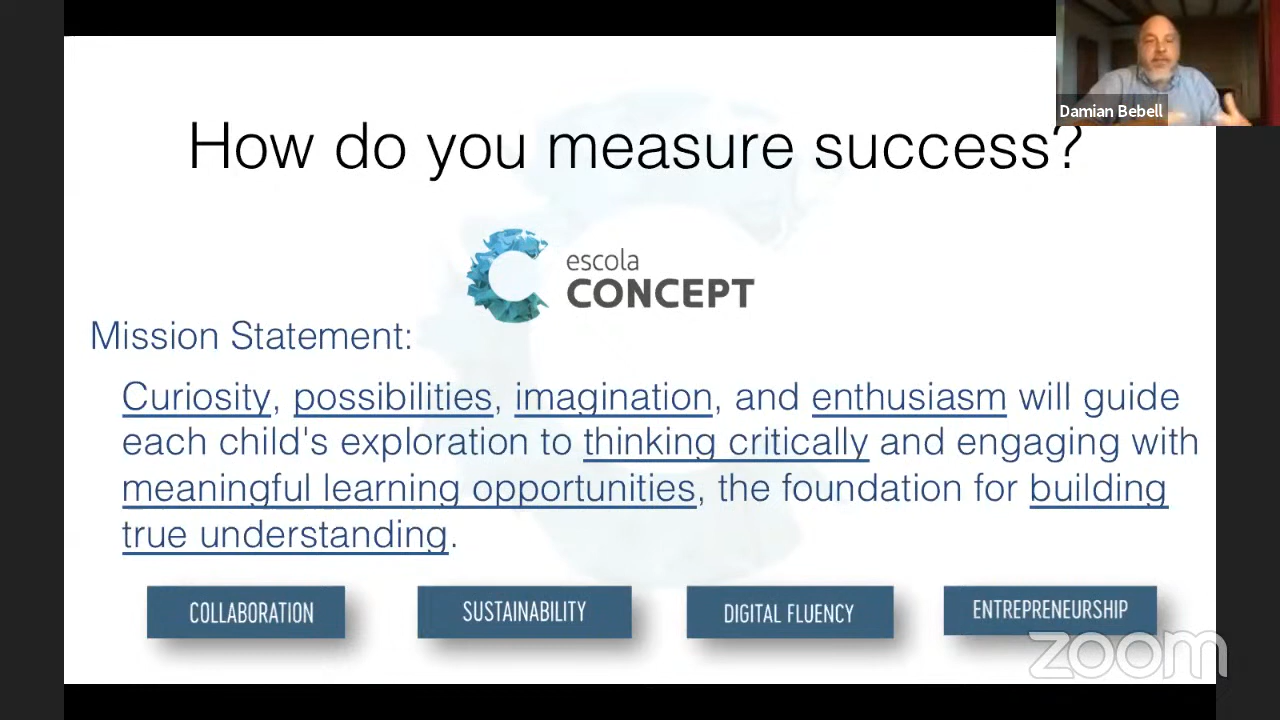 Damian Bebell
How do you measure success?
escola
CONCEPT
Mission Statement:
Curiosity, possibilities, imagination, and enthusiasm will guide
each child's exploration to thinking critically and engaging with
meaningful learning opportunities, the foundation for building
true understanding.
COLLABORATION
SUSTAINABILITY
DIGITAL FLUENCY
ENTREPRENEURSHIP
zoom